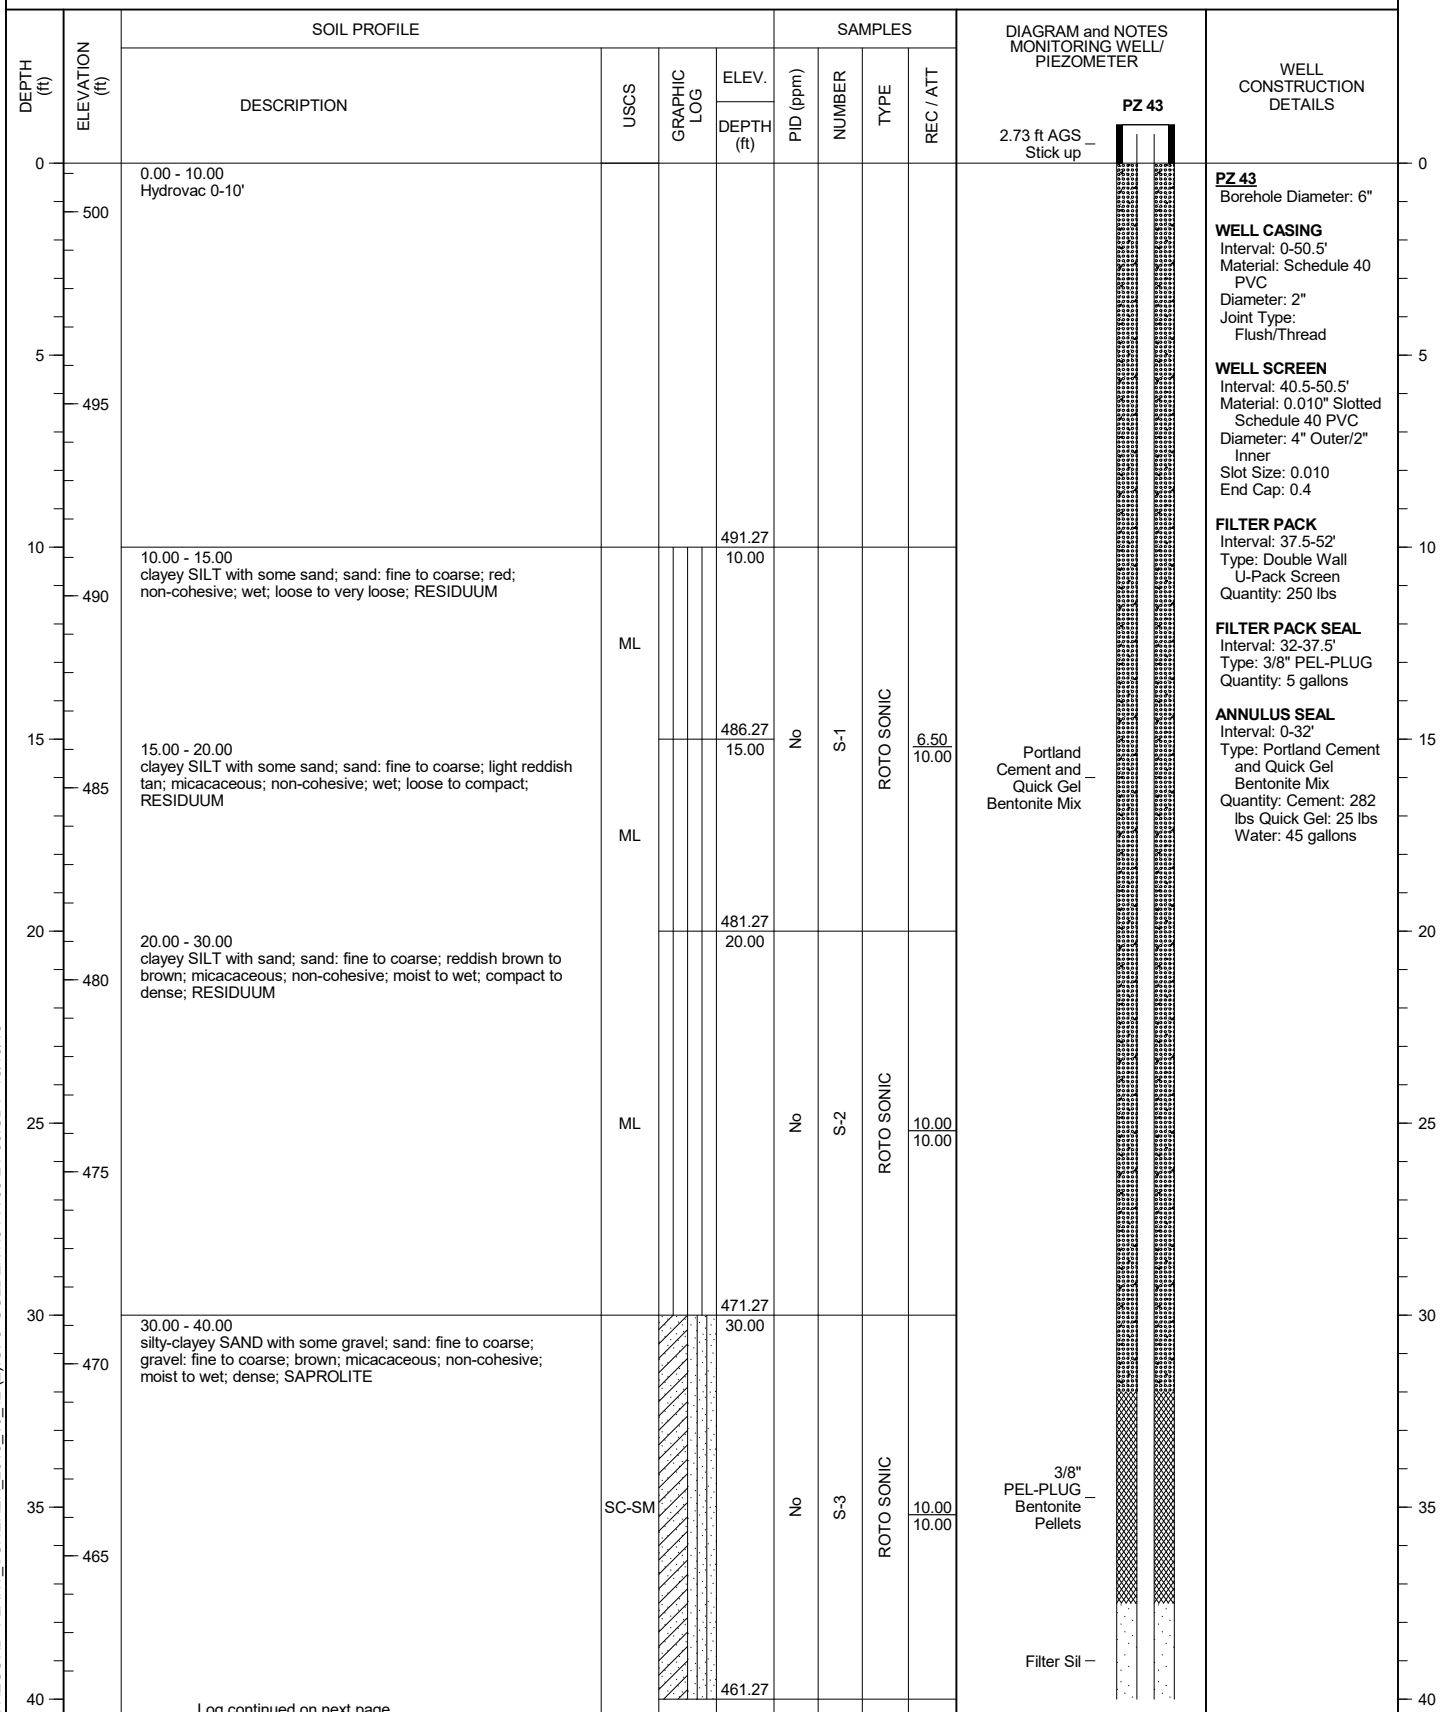 SOIL PROFILE
SAMPLES
DIAGRAM and NOTES
MONITORING WELL/
PIEZOMETER
WELL
CONSTRUCTION
DETAILS
DEPTH
(ft)
ELEVATION
(ft)
DESCRIPTION
USCS
GRAPHIC
LOG
ELEV.
DEPTH
(ft)
PID (ppm)
NUMBER
TYPE
REC / ATT
PZ 43
2.73 ft AGS
Stick up
0
0
0.00 - 10.00
Hydrovac 0-10'
500
5
5
495
491.27
10
10
10.00 - 15.00
10.00
clayey SILT with some sand; sand: fine to coarse; red;
non-cohesive; wet; loose to very loose; RESIDUUM
490
ML
486.27
15
15
15.00 - 20.00
15.00
clayey SILT with some sand; sand: fine to coarse; light reddish
tan; micacaceous; non-cohesive; wet; loose to compact;
RESIDUUM
485
ML
No
S-1
ROTO SONIC
6.50
10.00
Portland
Cement and
Quick Gel
Bentonite Mix
481.27
20
20
20.00 - 30.00
20.00
clayey SILT with sand; sand: fine to coarse; reddish brown to
brown; micacaceous; non-cohesive; moist to wet; compact to
dense; RESIDUUM
480
25
25
ML
No
S-2
ROTO SONIC
10.00
10.00
475
471.27
30
30
30.00 - 40.00
30.00
silty-clayey SAND with some gravel; sand: fine to coarse;
gravel: fine to coarse; brown; micacaceous; non-cohesive;
moist to wet; dense; SAPROLITE
470
35
35
SC-SM
No
S-3
ROTO SONIC
10.00
10.00
3/8"
PEL-PLUG
Bentonite
Pellets
465
Filter Sil
461.27
40
40
Log continued on next page
PZ 43
Borehole Diameter: 6"
WELL CASING
Interval: 0-50.5'
Material: Schedule 40
PVC
Diameter: 2"
Joint Type:
Flush/Thread
WELL SCREEN
Interval: 40.5-50.5'
Material: 0.010" Slotted
Schedule 40 PVC
Diameter: 4" Outer/2"
Inner
Slot Size: 0.010
End Cap: 0.4
FILTER PACK
Interval: 37.5-52'
Type: Double Wall
U-Pack Screen
Quantity: 250 lbs
FILTER PACK SEAL
Interval: 32-37.5'
Type: 3/8" PEL-PLUG
Quantity: 5 gallons
ANNULUS SEAL
Interval: 0-32'
Type: Portland Cement
and Quick Gel
Bentonite Mix
Quantity: Cement: 282
lbs Quick Gel: 25 lbs
Water: 45 gallons